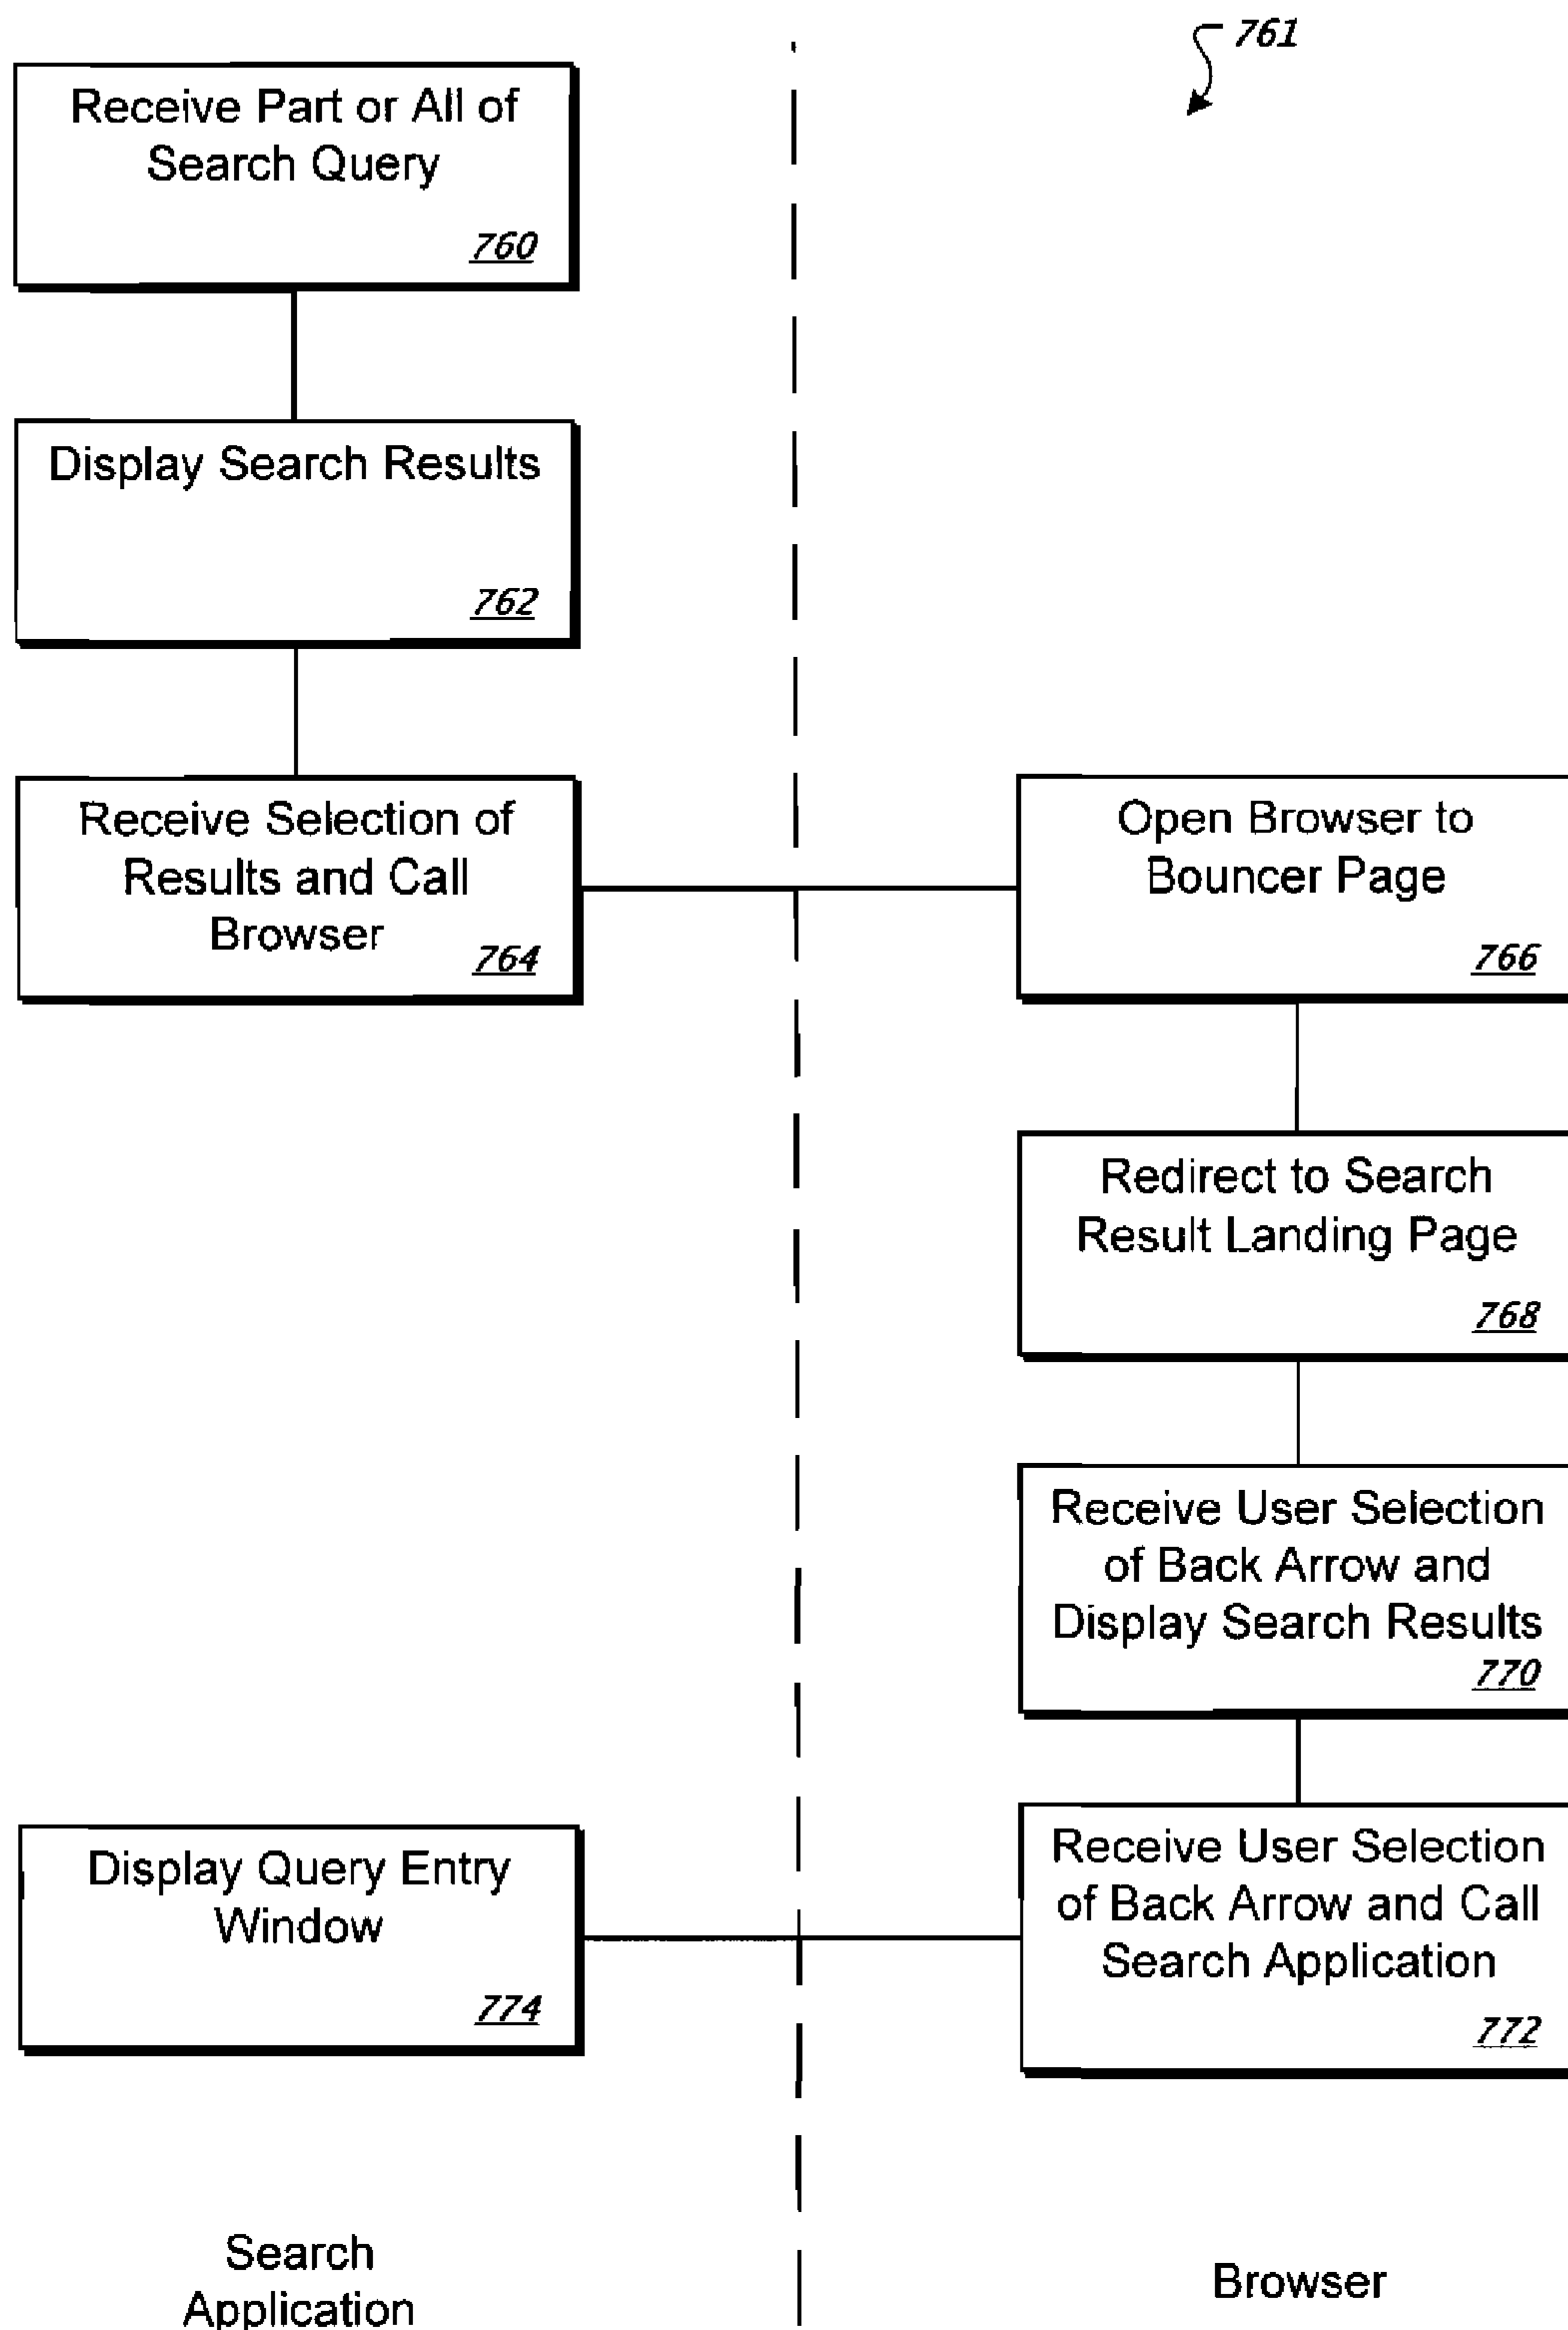 761
Receive Part or All of
Search Query
760
Display Search Results
762
Receive Selection of
Results and Call
Browser
764
Open Browser to
Bouncer Page
766
Redirect to Search
Result Landing Page
768
Receive User Selection
of Back Arrow and
Display Search Results
770
Receive User Selection
of Back Arrow and Call
Search Application
772
Display Query Entry
Window
774
Search
Application
Browser